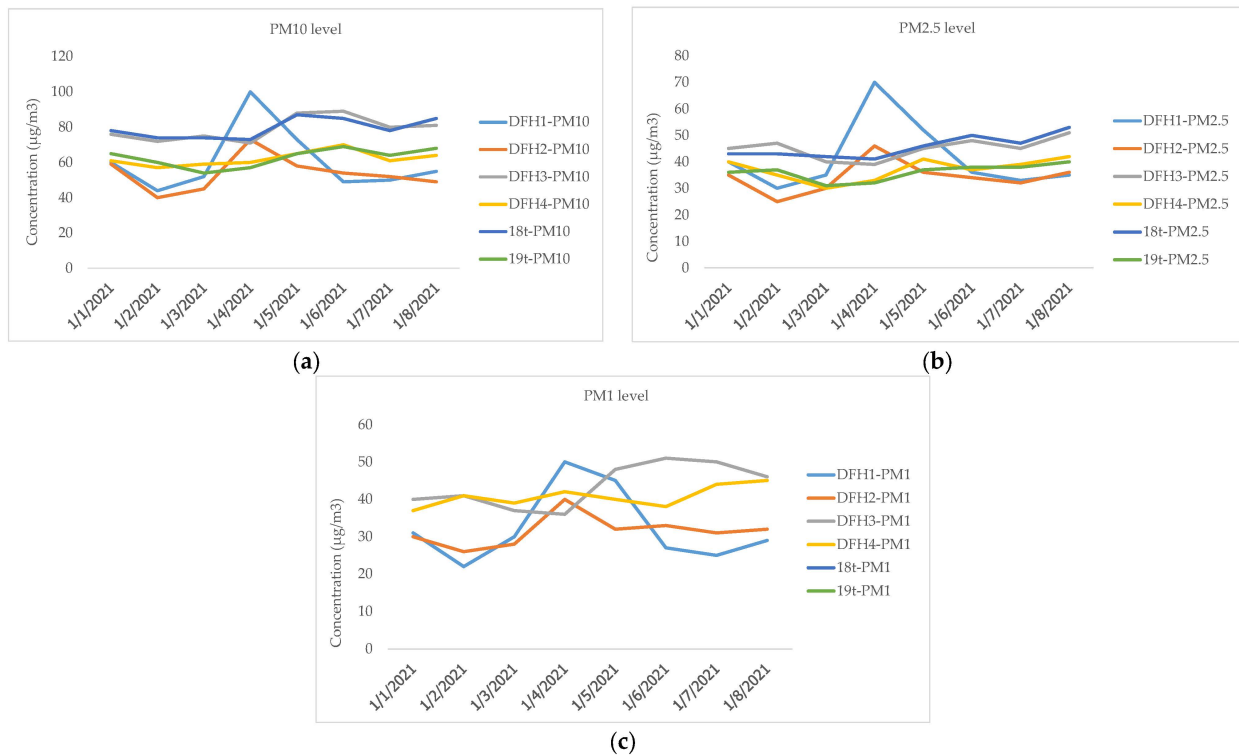 PM10 level
Concentration (µg/m3)
120
100
80
60
40
20
0
1/1/2021
1/2/2021
1/3/2021
1/4/2021
1/5/2021
1/6/2021
1/7/2021
1/8/2021
DFH1-PM10
DFH2-PM10
DFH3-PM10
DFH4-PM10
18t-PM10
19t-PM10
(a)
PM2.5 level
Concentration (µg/m3)
80
70
60
50
40
30
20
10
0
1/1/2021
1/2/2021
1/3/2021
1/4/2021
1/5/2021
1/6/2021
1/7/2021
1/8/2021
DFH1-PM2.5
DFH2-PM2.5
DFH3-PM2.5
DFH4-PM2.5
18t-PM2.5
19t-PM2.5
(b)
PM1 level
Concentration (µg/m3)
60
50
40
30
20
10
0
1/1/2021
1/2/2021
1/3/2021
1/4/2021
1/5/2021
1/6/2021
1/7/2021
1/8/2021
DFH1-PM1
DFH2-PM1
DFH3-PM1
DFH4-PM1
18t-PM1
19t-PM1
(c)